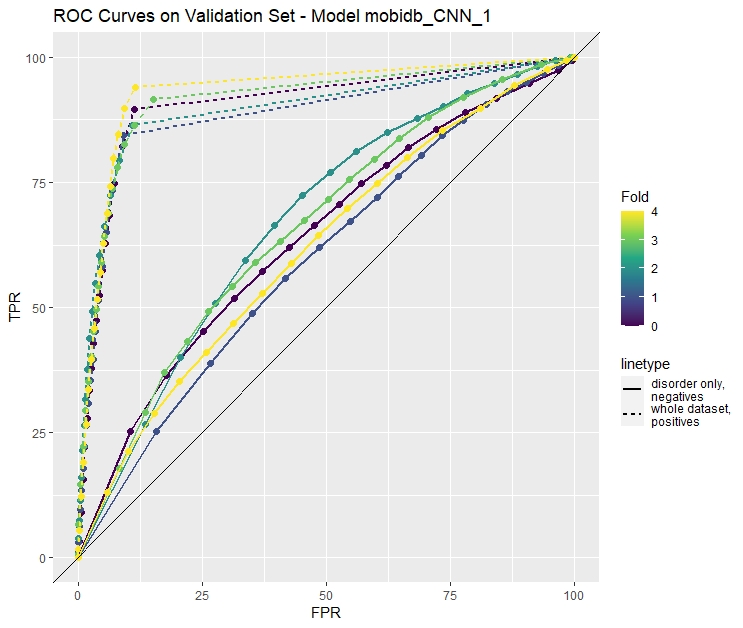 ROC Curves on Validation Set - Model mobidb_CNN_1
100
75
50
25
0
TPR
0 25 50 75 100
FPR
Fold
4
3
2
1
0
linetype
disorder only,
negatives
whole dataset,
positives